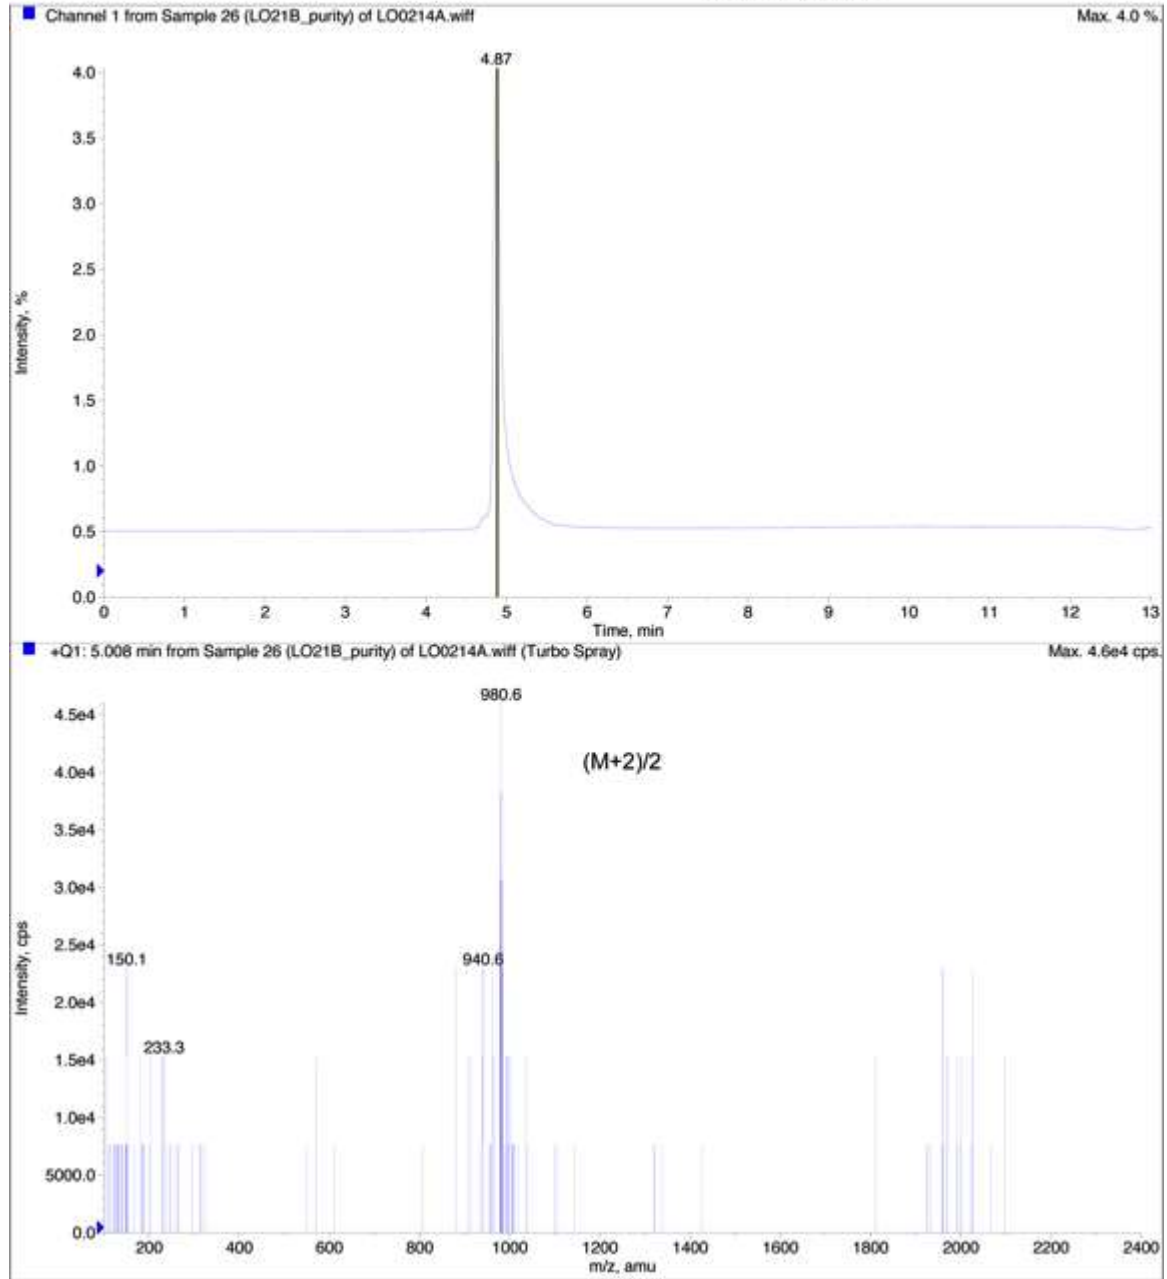 Channel 1 from Sample 26 (LO21B_purity) of LO0214A.wiff Max. 4.0 %.
4.87
4.0
3.5
3.0
2.5
2.0
1.5
1.0
0.5
0.0
Intensity, %
0 1 2 3 4 5 6 7 8 9 10 11 12 13
Time, min
+Q1: 5.008 min from Sample 26 (LO21B_purity) of LO0214A.wiff (Turbo Spray) Max. 4.6e4 cps.
980.6
4.5e4
(M+2)/2
4.0e4
3.5e4
3.0e4
2.5e4
150.1 940.6
2.0e4
233.3
1.5e4
1.0e4
5000.0
0.0
Intensity, cps
200 400 600 800 1000 1200 1400 1600 1800 2000 2200 2400
m/z, amu